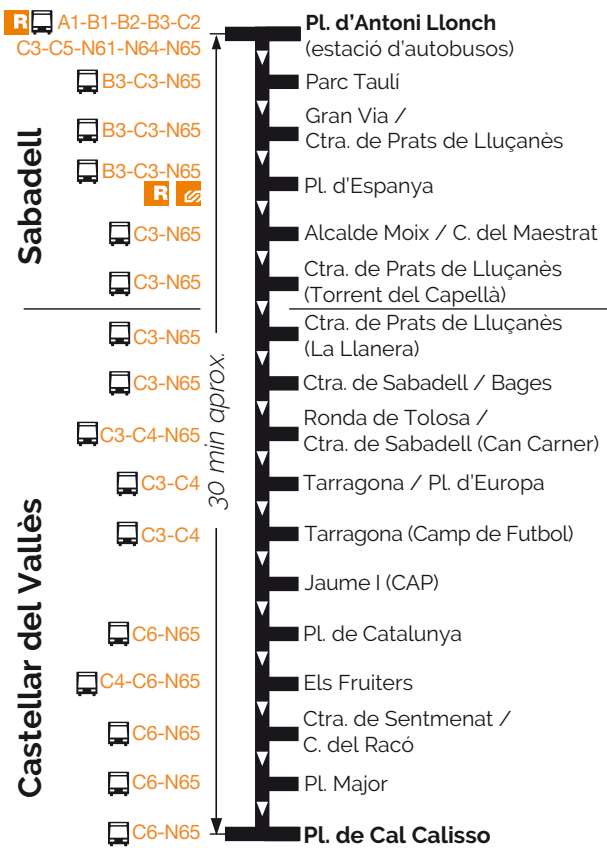 R A1-B1-B2-B3-C2
C3-C5-N61-N64-N65
Pl. d'Antoni Llonch
(estació d'autobusos)
B3-C3-N65
Parc Taulí
B3-C3-N65
Gran Via /
Ctra. de Prats de Lluçanès
B3-C3-N65
R
Pl. d'Espanya
C3-N65
Alcalde Moix / C. del Maestrat
C3-N65
Ctra. de Prats de Lluçanès
(Torrent del Capellà)
Sabadell
C3-N65
Ctra. de Prats de Lluçanès
(La Llanera)
C3-N65
Ctra. de Sabadell / Bages
C3-C4-N65
Ronda de Tolosa /
Ctra. de Sabadell (Can Carner)
30 min aprox.
C3-C4
Tarragona / Pl. d'Europa
C3-C4
Tarragona (Camp de Futbol)
Jaume I (CAP)
C6-N65
Pl. de Catalunya
C4-C6-N65
Els Fruiters
C6-N65
Ctra. de Sentmenat /
C. del Racó
C6-N65
Pl. Major
C6-N65
Pl. de Cal Calisso
Castellar del Vallès